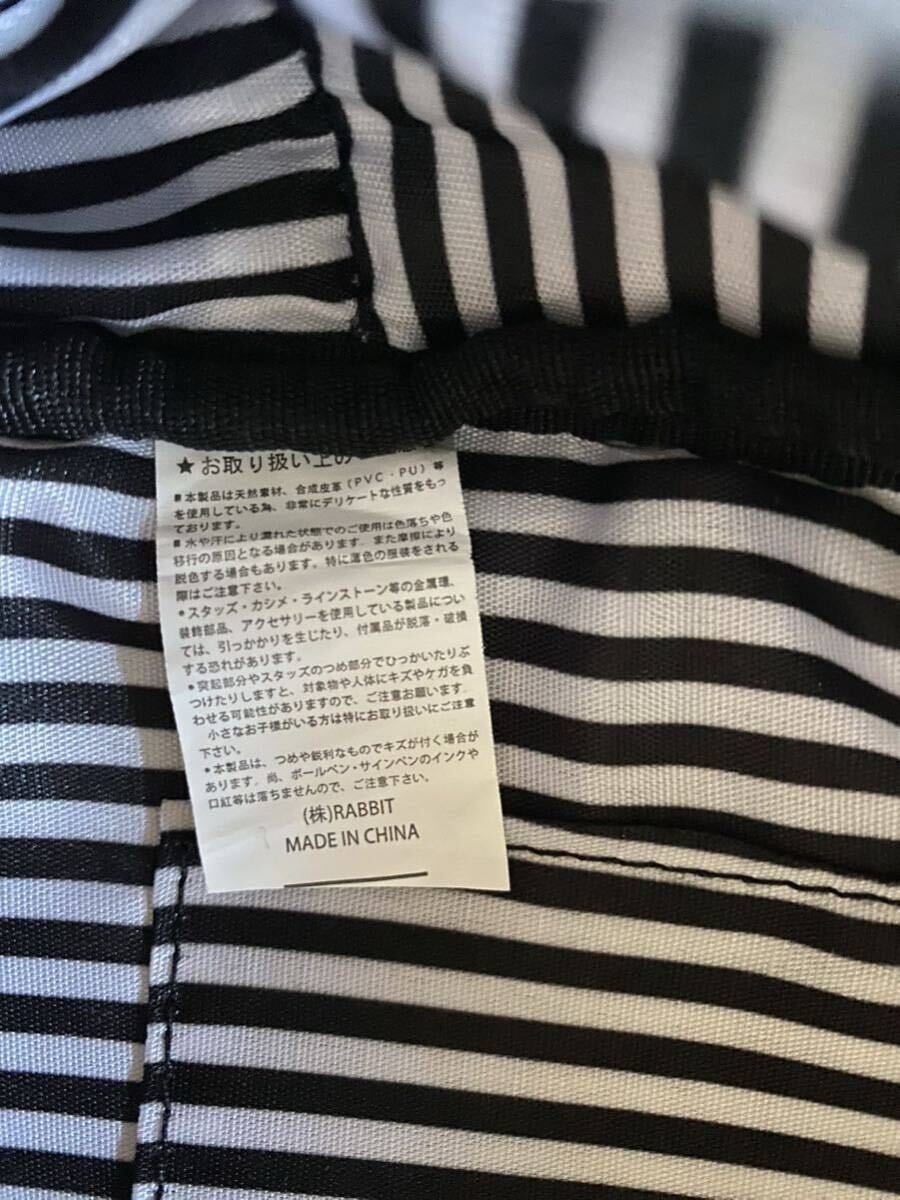 ★お取り扱い上の
■本製品は天然素材、合成皮革(PVC・PU)等
を使用している為、非常にデリケートな性質をもっ
ております。
■水や汗により濡れた状態でのご使用は色落ちや色
移行の原因となる場合があります。また摩擦により
脱色する場合もあります。特に薄色の服装をされる
際はご注意下さい。
●スタッズ・カシメ・ラインストーン等の金属環、
装飾部品、アクセサリーを使用している製品につい
ては、引っかかりを生じたり、付属品が脱落・破損
する恐れがあります。
●突起部分やスタッズのつめ部分でひっかいたりぶ
つけたりしますと、対象物や人体にキズやケガを負
わせる可能性がありますので、ご注意お願います.
小さなお子様がいる方は特にお取り扱いにご注意
下さい。
●本製品は、つめや鋭利なものでキズが付く場合が
あります。尚、ボールペン・サインペンのインクや
口紅等は落ちませんので、ご注意下さい。
(株)RABBIT
MADE IN CHINA